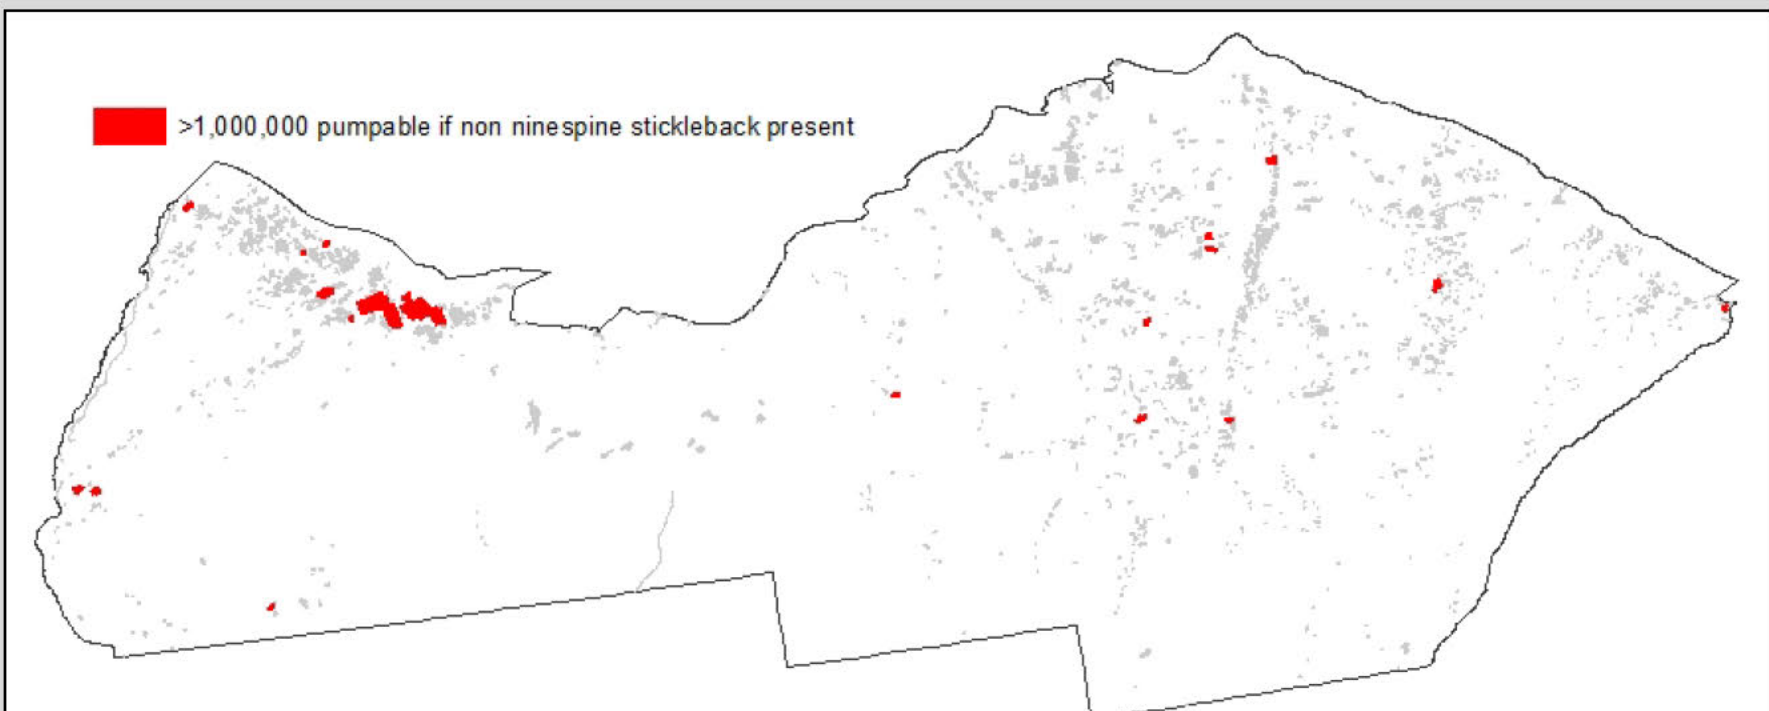 >1,000,000 pumpable if non ninespine stickleback present